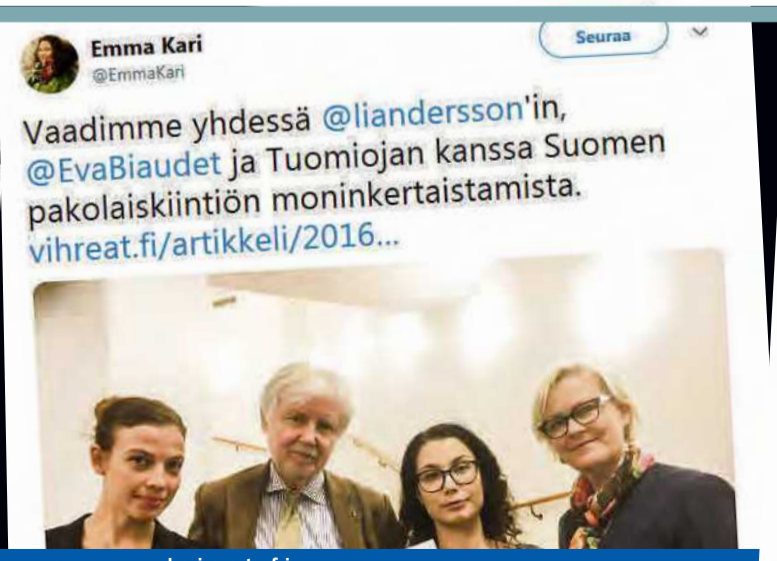 Emma Kari
@EmmaKari
Seuraa
Vaadimme yhdessä @liandersson'in,
@EvaBiaudet ja Tuomiojan kanssa Suomen
pakolaiskiintiön moninkertaistamista.
vihreat.fi/artikkeli/2016...